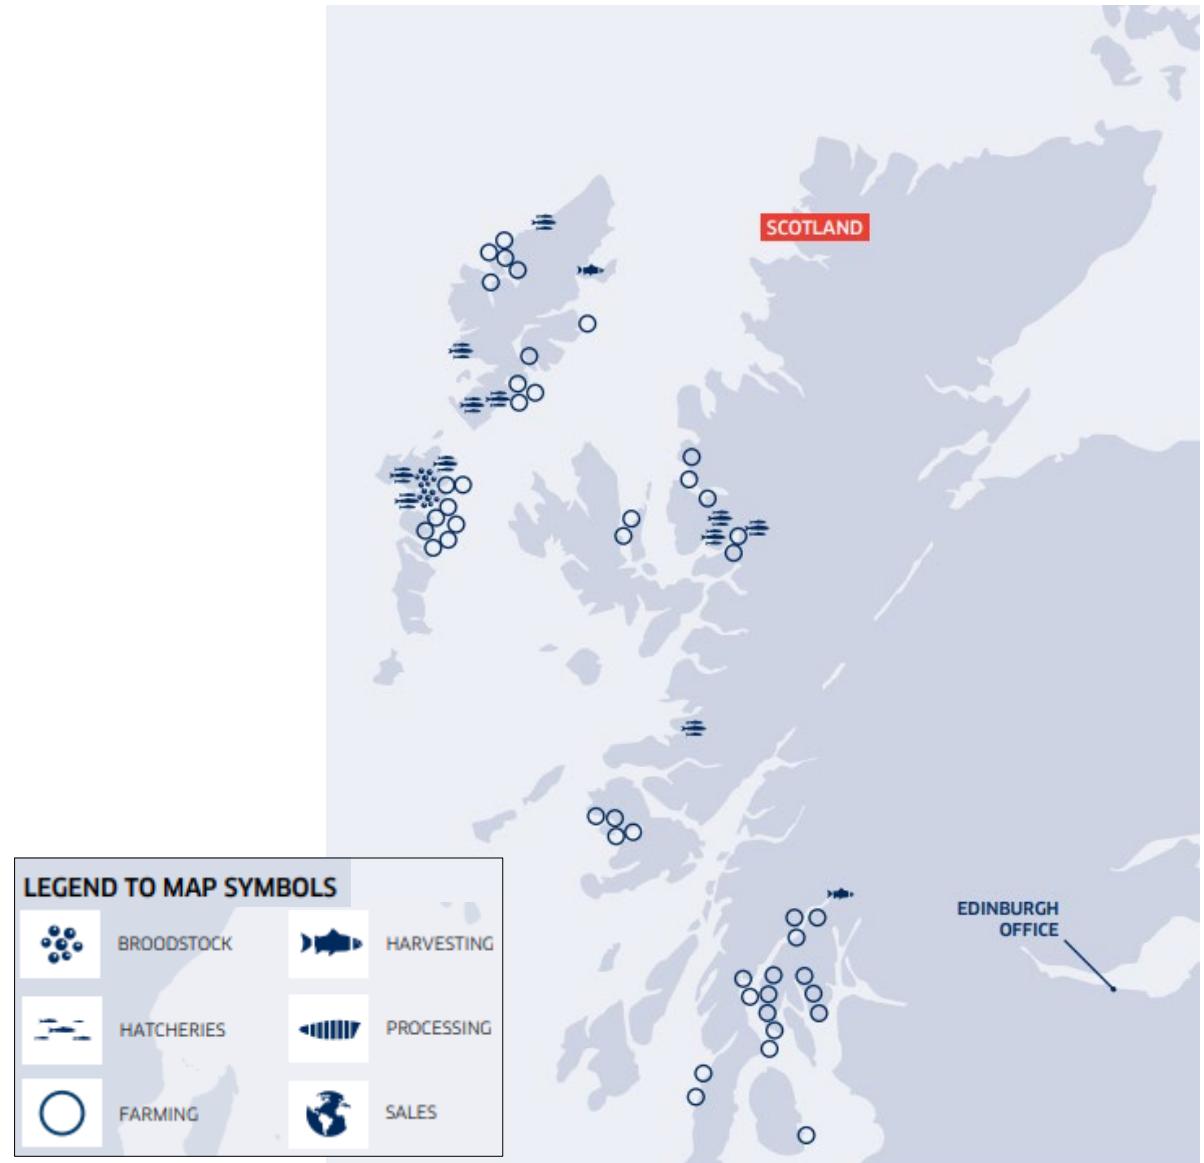 SCOTLAND
EDINBURGH
OFFICE
LEGEND TO MAP SYMBOLS
BROODSTOCK
HARVESTING
HATCHERIES
PROCESSING
FARMING
SALES